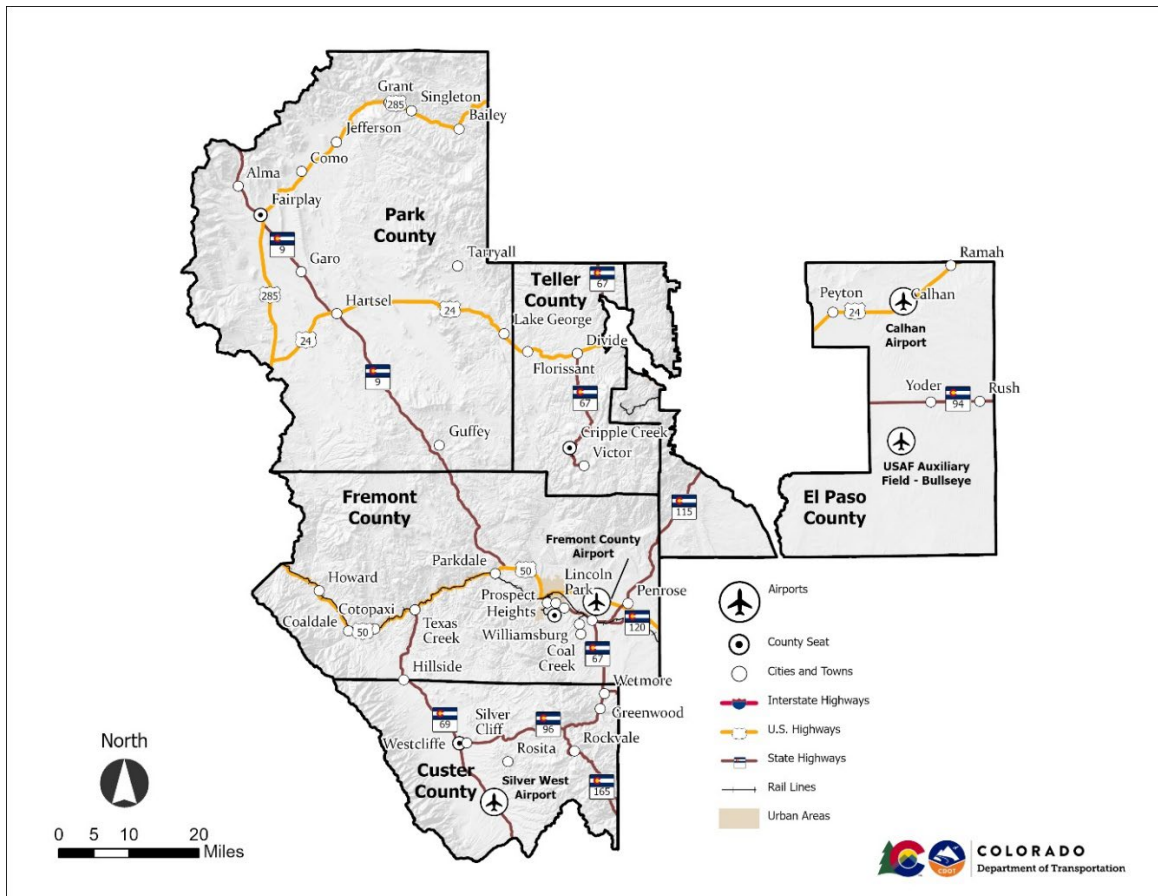 Grant
285
Singleton
Bailey
Jefferson
Como
Alma
Fairplay
Park
County
9
Garo
Tarryall
285
Hartsel
24
24
Teller
County
67
Lake George
Divide
Florissant
9
67
Guffey
Cripple Creek
Victor
Ramah
Peyton
24
Calhan
Calhan
Airport
Yoder
94
Rush
USAF Auxiliary
Field - Bullseye
El Paso
County
Fremont
County
115
Fremont County
Airport
Parkdale
50
Lincoln
Park
Penrose
Howard
Cotopaxi
Prospect
Heights
Coaldale
50
Texas
Creek
Williamsburg
120
Coal
Creek
67
Hillside
Wetmore
69
Silver
Cliff
96
Greenwood
Westcliffe
Rosita
Rockvale
Custer
County
Silver West
Airport
165
Airports
County Seat
Cities and Towns
Interstate Highways
U.S. Highways
State Highways
Rail Lines
Urban Areas
North
0 5 10 20
Miles
CDOT
COLORADO
Department of Transportation